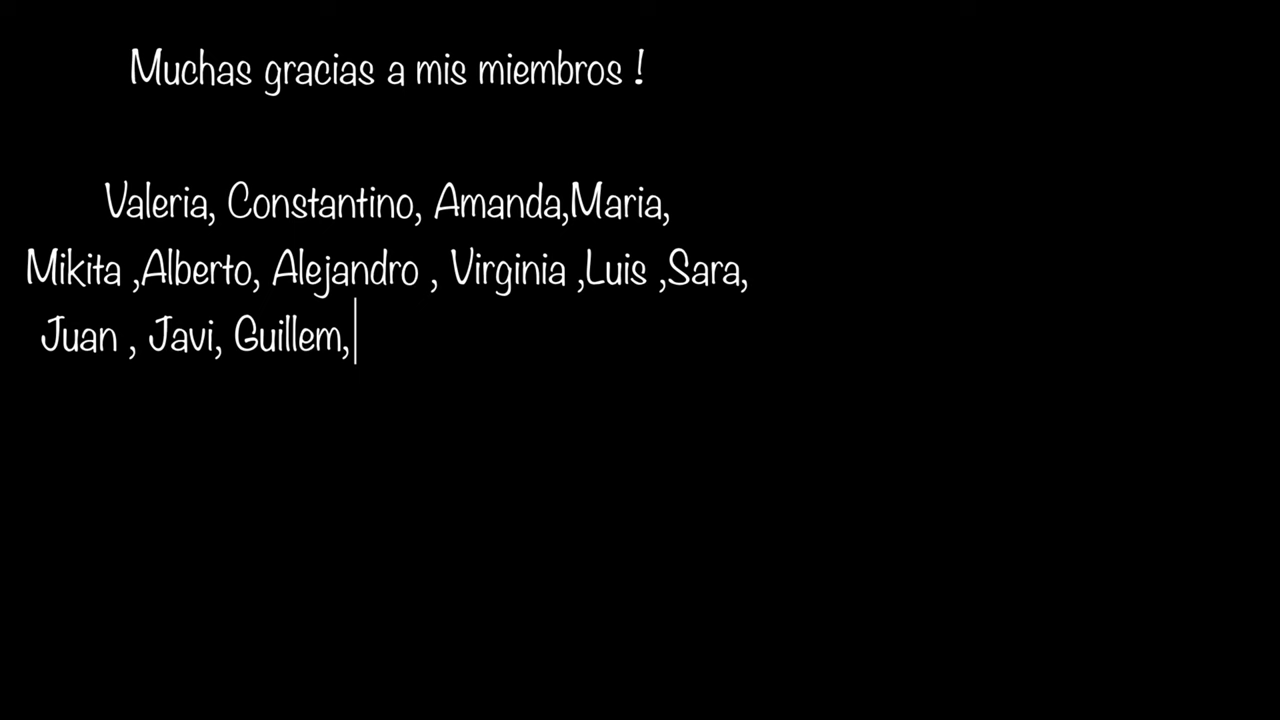 Muchas gracias a mis miembros !
Valeria, Constantino, Amanda,Maria,
Mikita ,Alberto, Alejandro , Virginia ,Luis ,Sara,
Juan , Javi, Guillem,